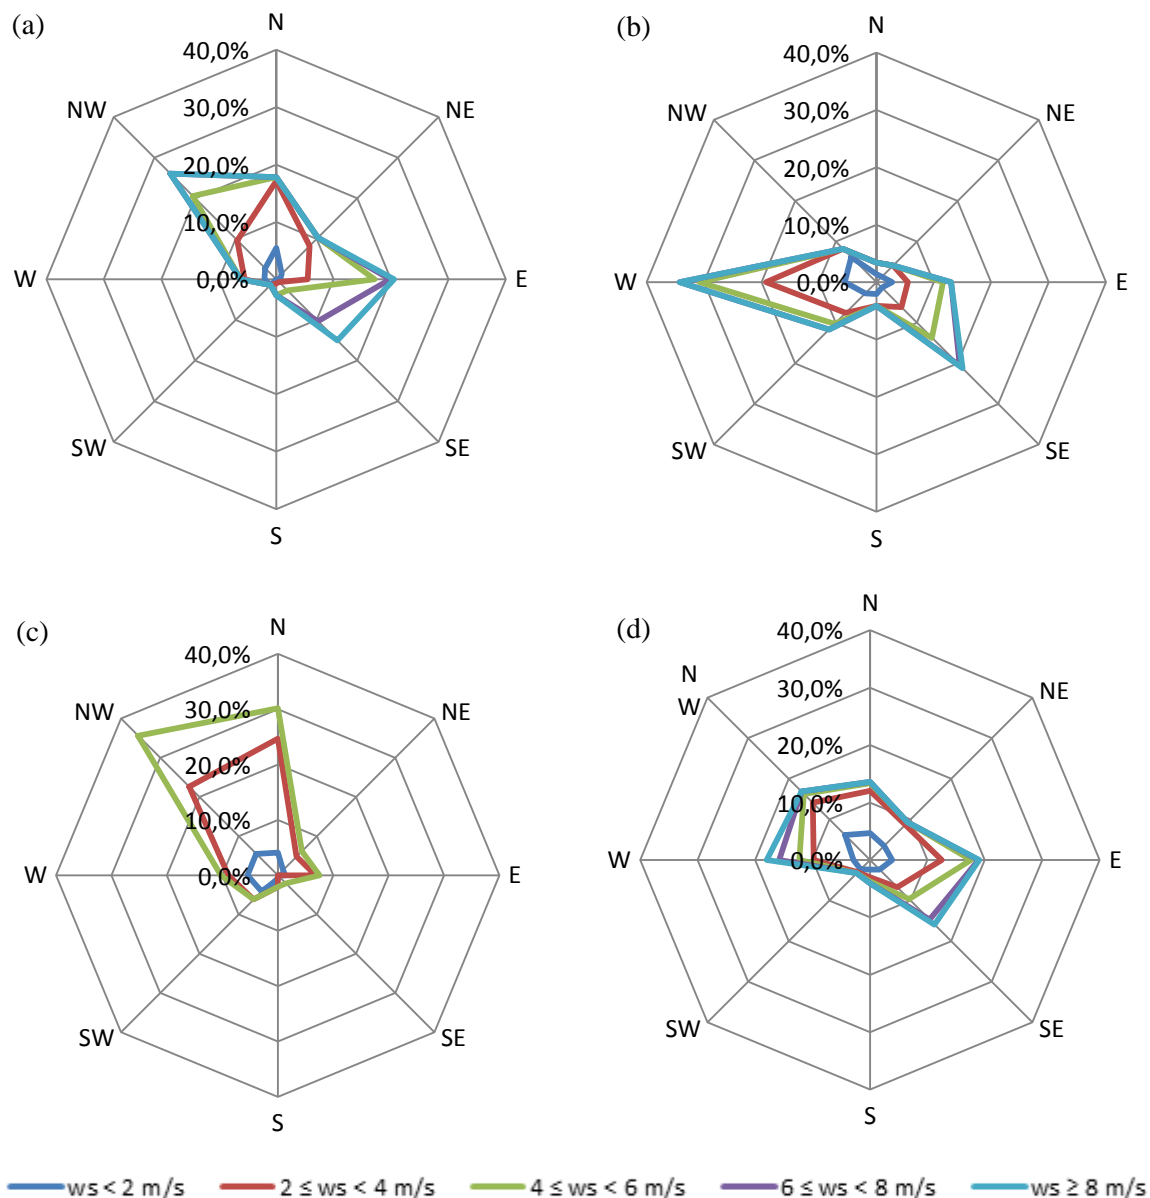 (a)
N
40,0%
30,0%
20,0%
10,0%
0,0%
NW
NE
W
E
SW
SE
S
(b)
N
40,0%
30,0%
20,0%
10,0%
0,0%
NW
NE
W
E
SW
SE
S
(c)
N
40,0%
30,0%
20,0%
10,0%
0,0%
NW
NE
W
E
SW
SE
S
(d)
N
40,0%
30,0%
20,0%
10,0%
0,0%
N
W
NE
W
E
SW
SE
S
ws < 2 m/s 2 ≤ ws < 4 m/s 4 ≤ ws < 6 m/s 6 ≤ ws < 8 m/s ws ≥ 8 m/s